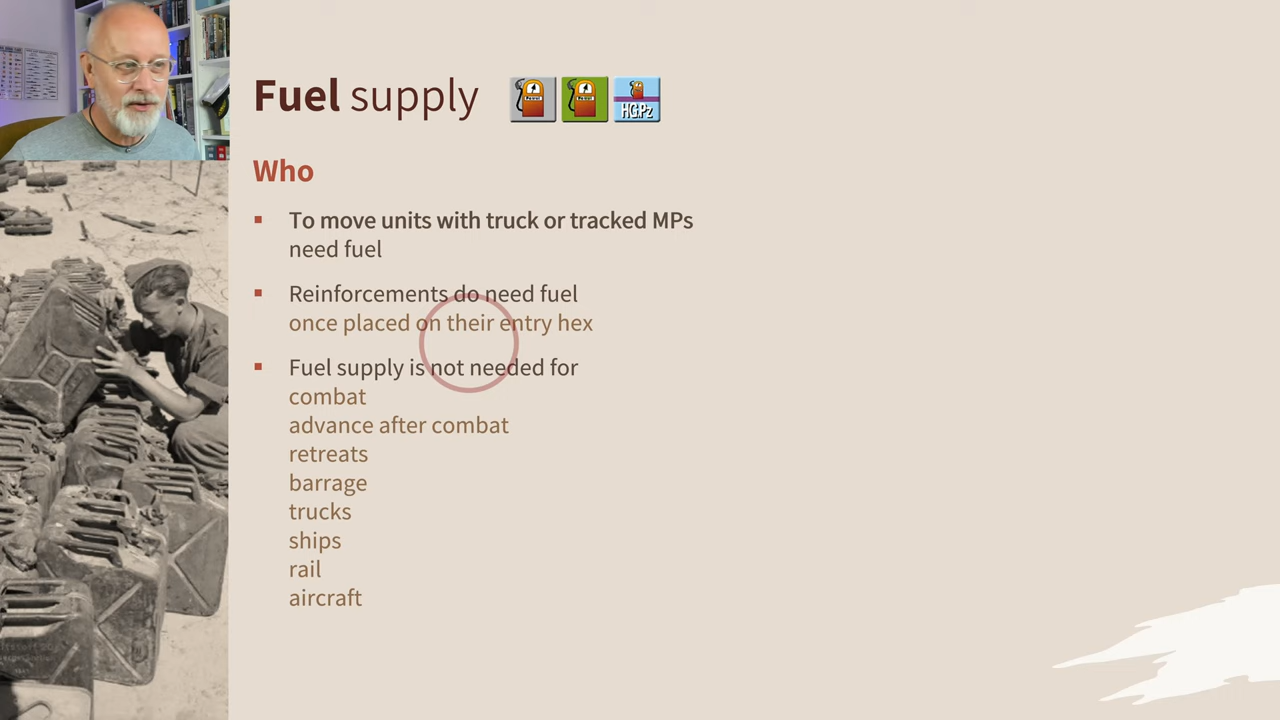 Fuel supply
HG.Pz
Who
▪ To move units with truck or tracked MPs
need fuel
▪ Reinforcements do need fuel
once placed on their entry hex
▪ Fuel supply is not needed for
combat
advance after combat
retreats
barrage
trucks
ships
rail
aircraft